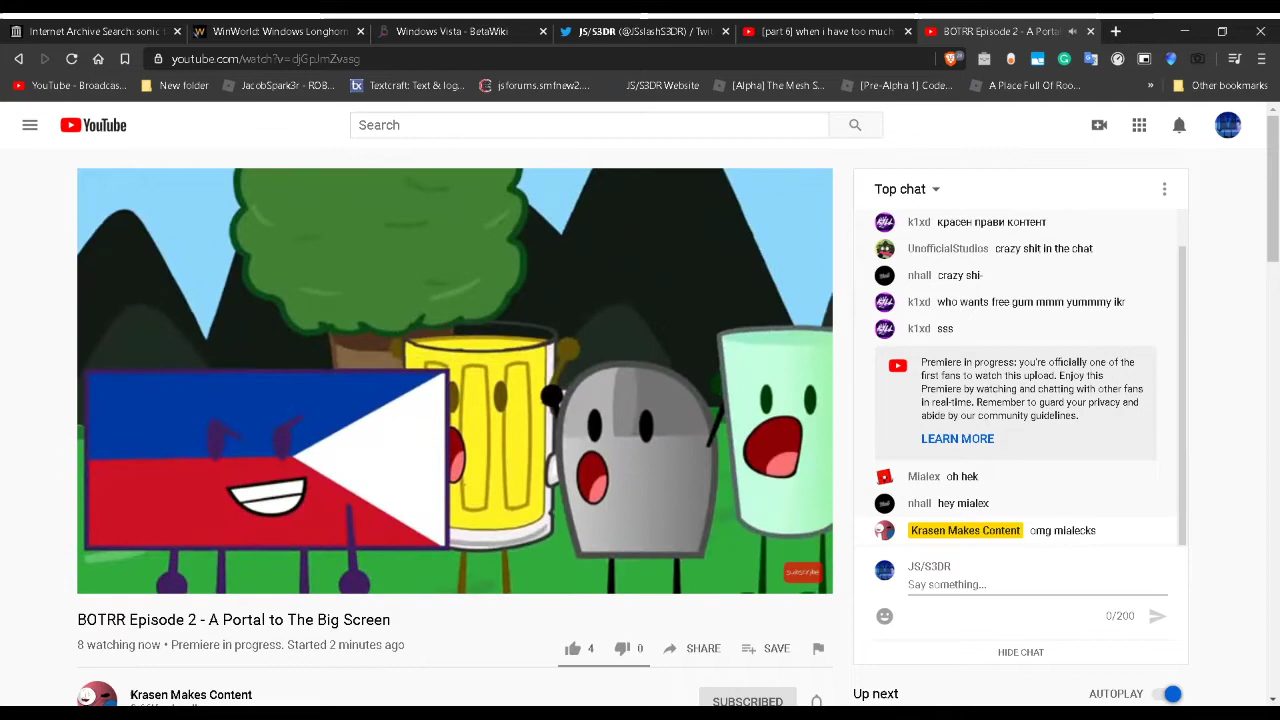 Internet Archive Search: sonic
WinWorld: Windows Longhorn
Windows Vista - BetaWiki
JS/S3DR (@JSslashS3DR) / Twit
[part 6] when i have too much
BOTRR Episode 2 - A Portal
youtube.com/watch?v=djGpJmZvasg
YouTube - Broadcas...
New folder
JacobSpark3r - ROB...
Textcraft: Text & log...
jsforums.smfnew2....
JS/S3DR Website
[Alpha] The Mesh S...
[Pre-Alpha 1] Code...
A Place Full Of Roo...
»
Other bookmarks
YouTube
Search
Top chat
k1xd красен прави контент
UnofficialStudios crazy shit in the chat
nhall crazy shi-
k1xd who wants free gum mmm yummmy ikr
k1xd sss
Premiere in progress: you're officially one of the
first fans to watch this upload. Enjoy this
Premiere by watching and chatting with other fans
in real-time. Remember to guard your privacy and
abide by our community guidelines.
LEARN MORE
Mialex oh hek
nhall hey mialex
Krasen Makes Content omg mialecks
JS/S3DR
Say something...
0/200
HIDE CHAT
Subscribe
BOTRR Episode 2 - A Portal to The Big Screen
8 watching now • Premiere in progress. Started 2 minutes ago
4
0
SHARE
SAVE
Krasen Makes Content
SUBSCRIBED
Up next
AUTOPLAY